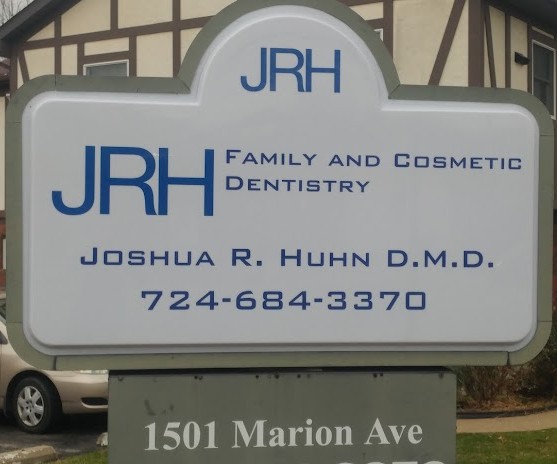 JRH
JRH FAMILY AND COSMETIC
DENTISTRY
JOSHUA R. HUHN D.M.D.
724-684-3370
1501 Marion Ave